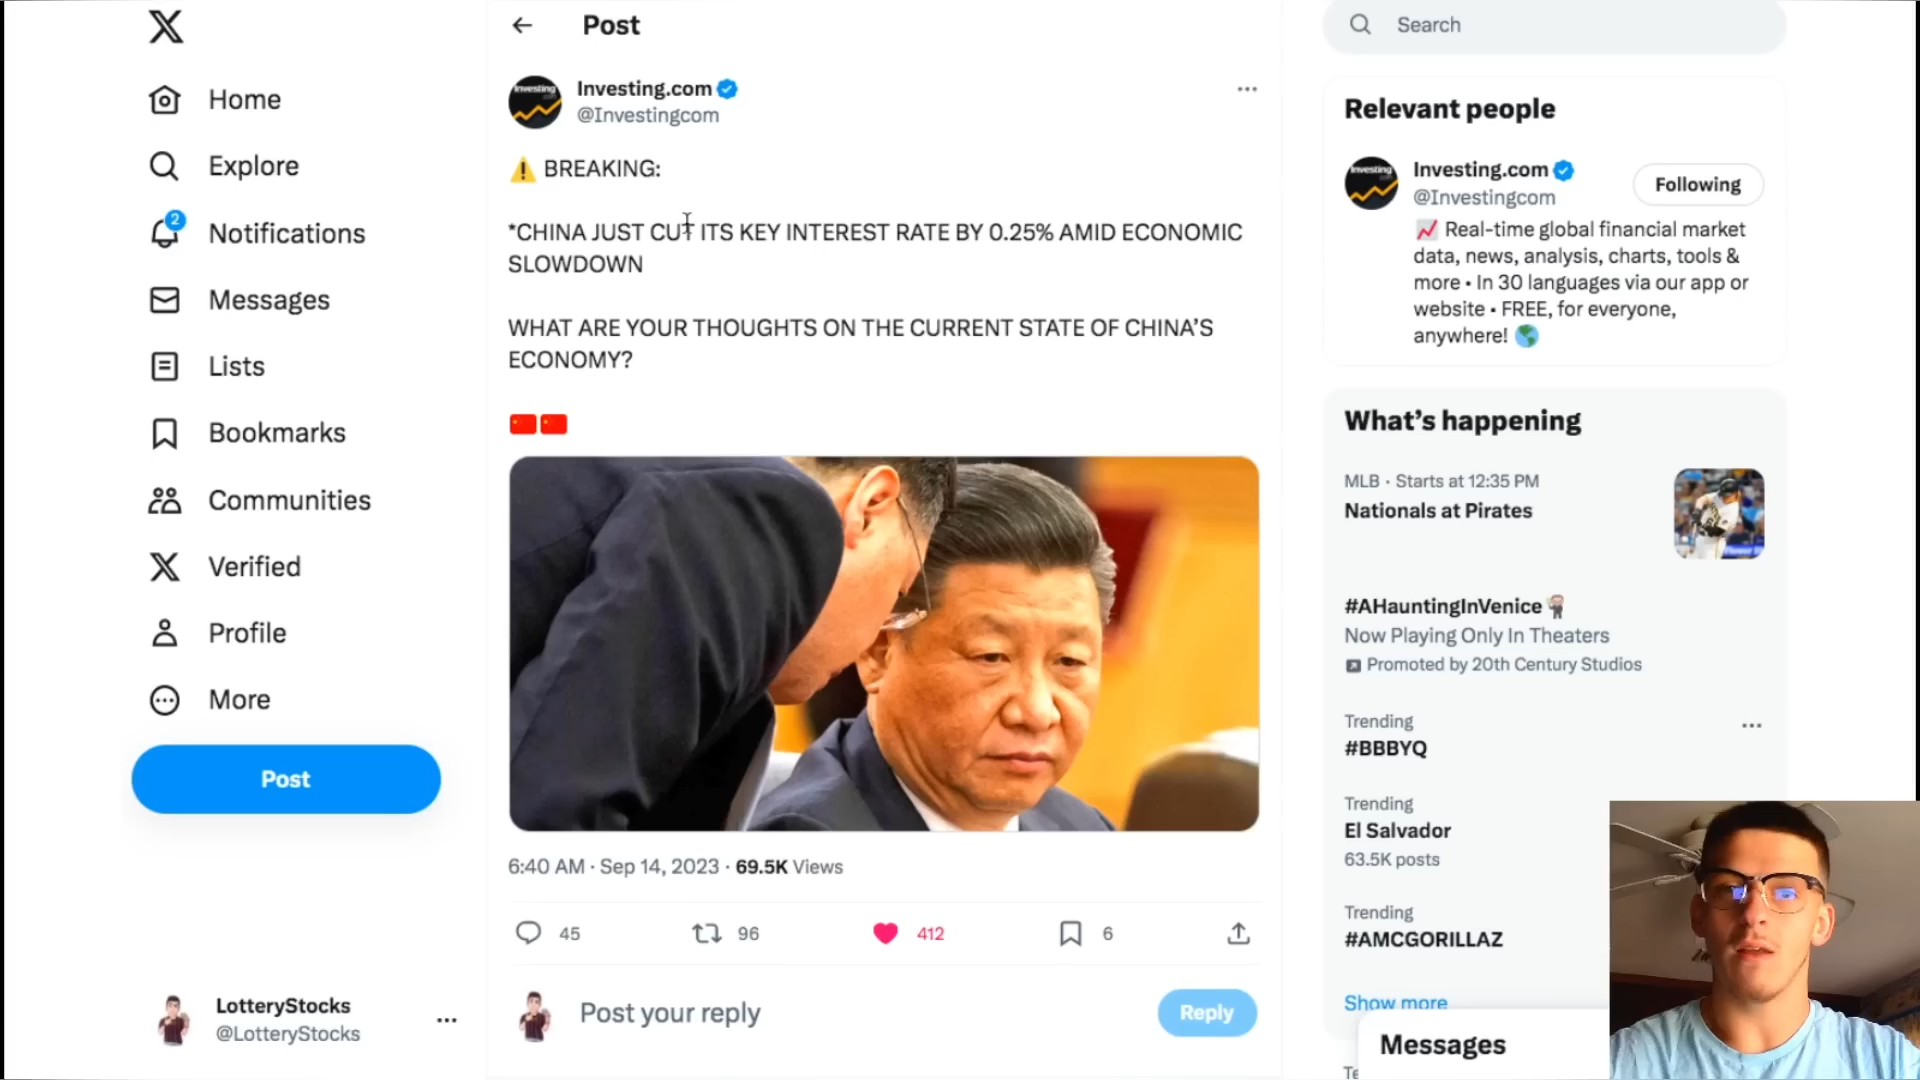 Home
Explore
2
Notifications
Messages
Lists
Bookmarks
Communities
Verified
Profile
More
Post
LotteryStocks
@LotteryStocks
Post
Investing.com
@Investingcom
⚠️ BREAKING:
*CHINA JUST CUT ITS KEY INTEREST RATE BY 0.25% AMID ECONOMIC
SLOWDOWN
WHAT ARE YOUR THOUGHTS ON THE CURRENT STATE OF CHINA’S
ECONOMY?
🇨🇳🇨🇳
6:40 AM · Sep 14, 2023 · 69.5K Views
45
96
412
6
Post your reply
Reply
Search
Relevant people
Investing.com
@Investingcom
Following
📈 Real-time global financial market
data, news, analysis, charts, tools &
more • In 30 languages via our app or
website • FREE, for everyone,
anywhere! 🌎
What’s happening
MLB · Starts at 12:35 PM
Nationals at Pirates
#AHauntingInVenice
Now Playing Only In Theaters
Promoted by 20th Century Studios
Trending
#BBBYQ
Trending
El Salvador
63.5K posts
Trending
#AMCGORILLAZ
Show more
Messages